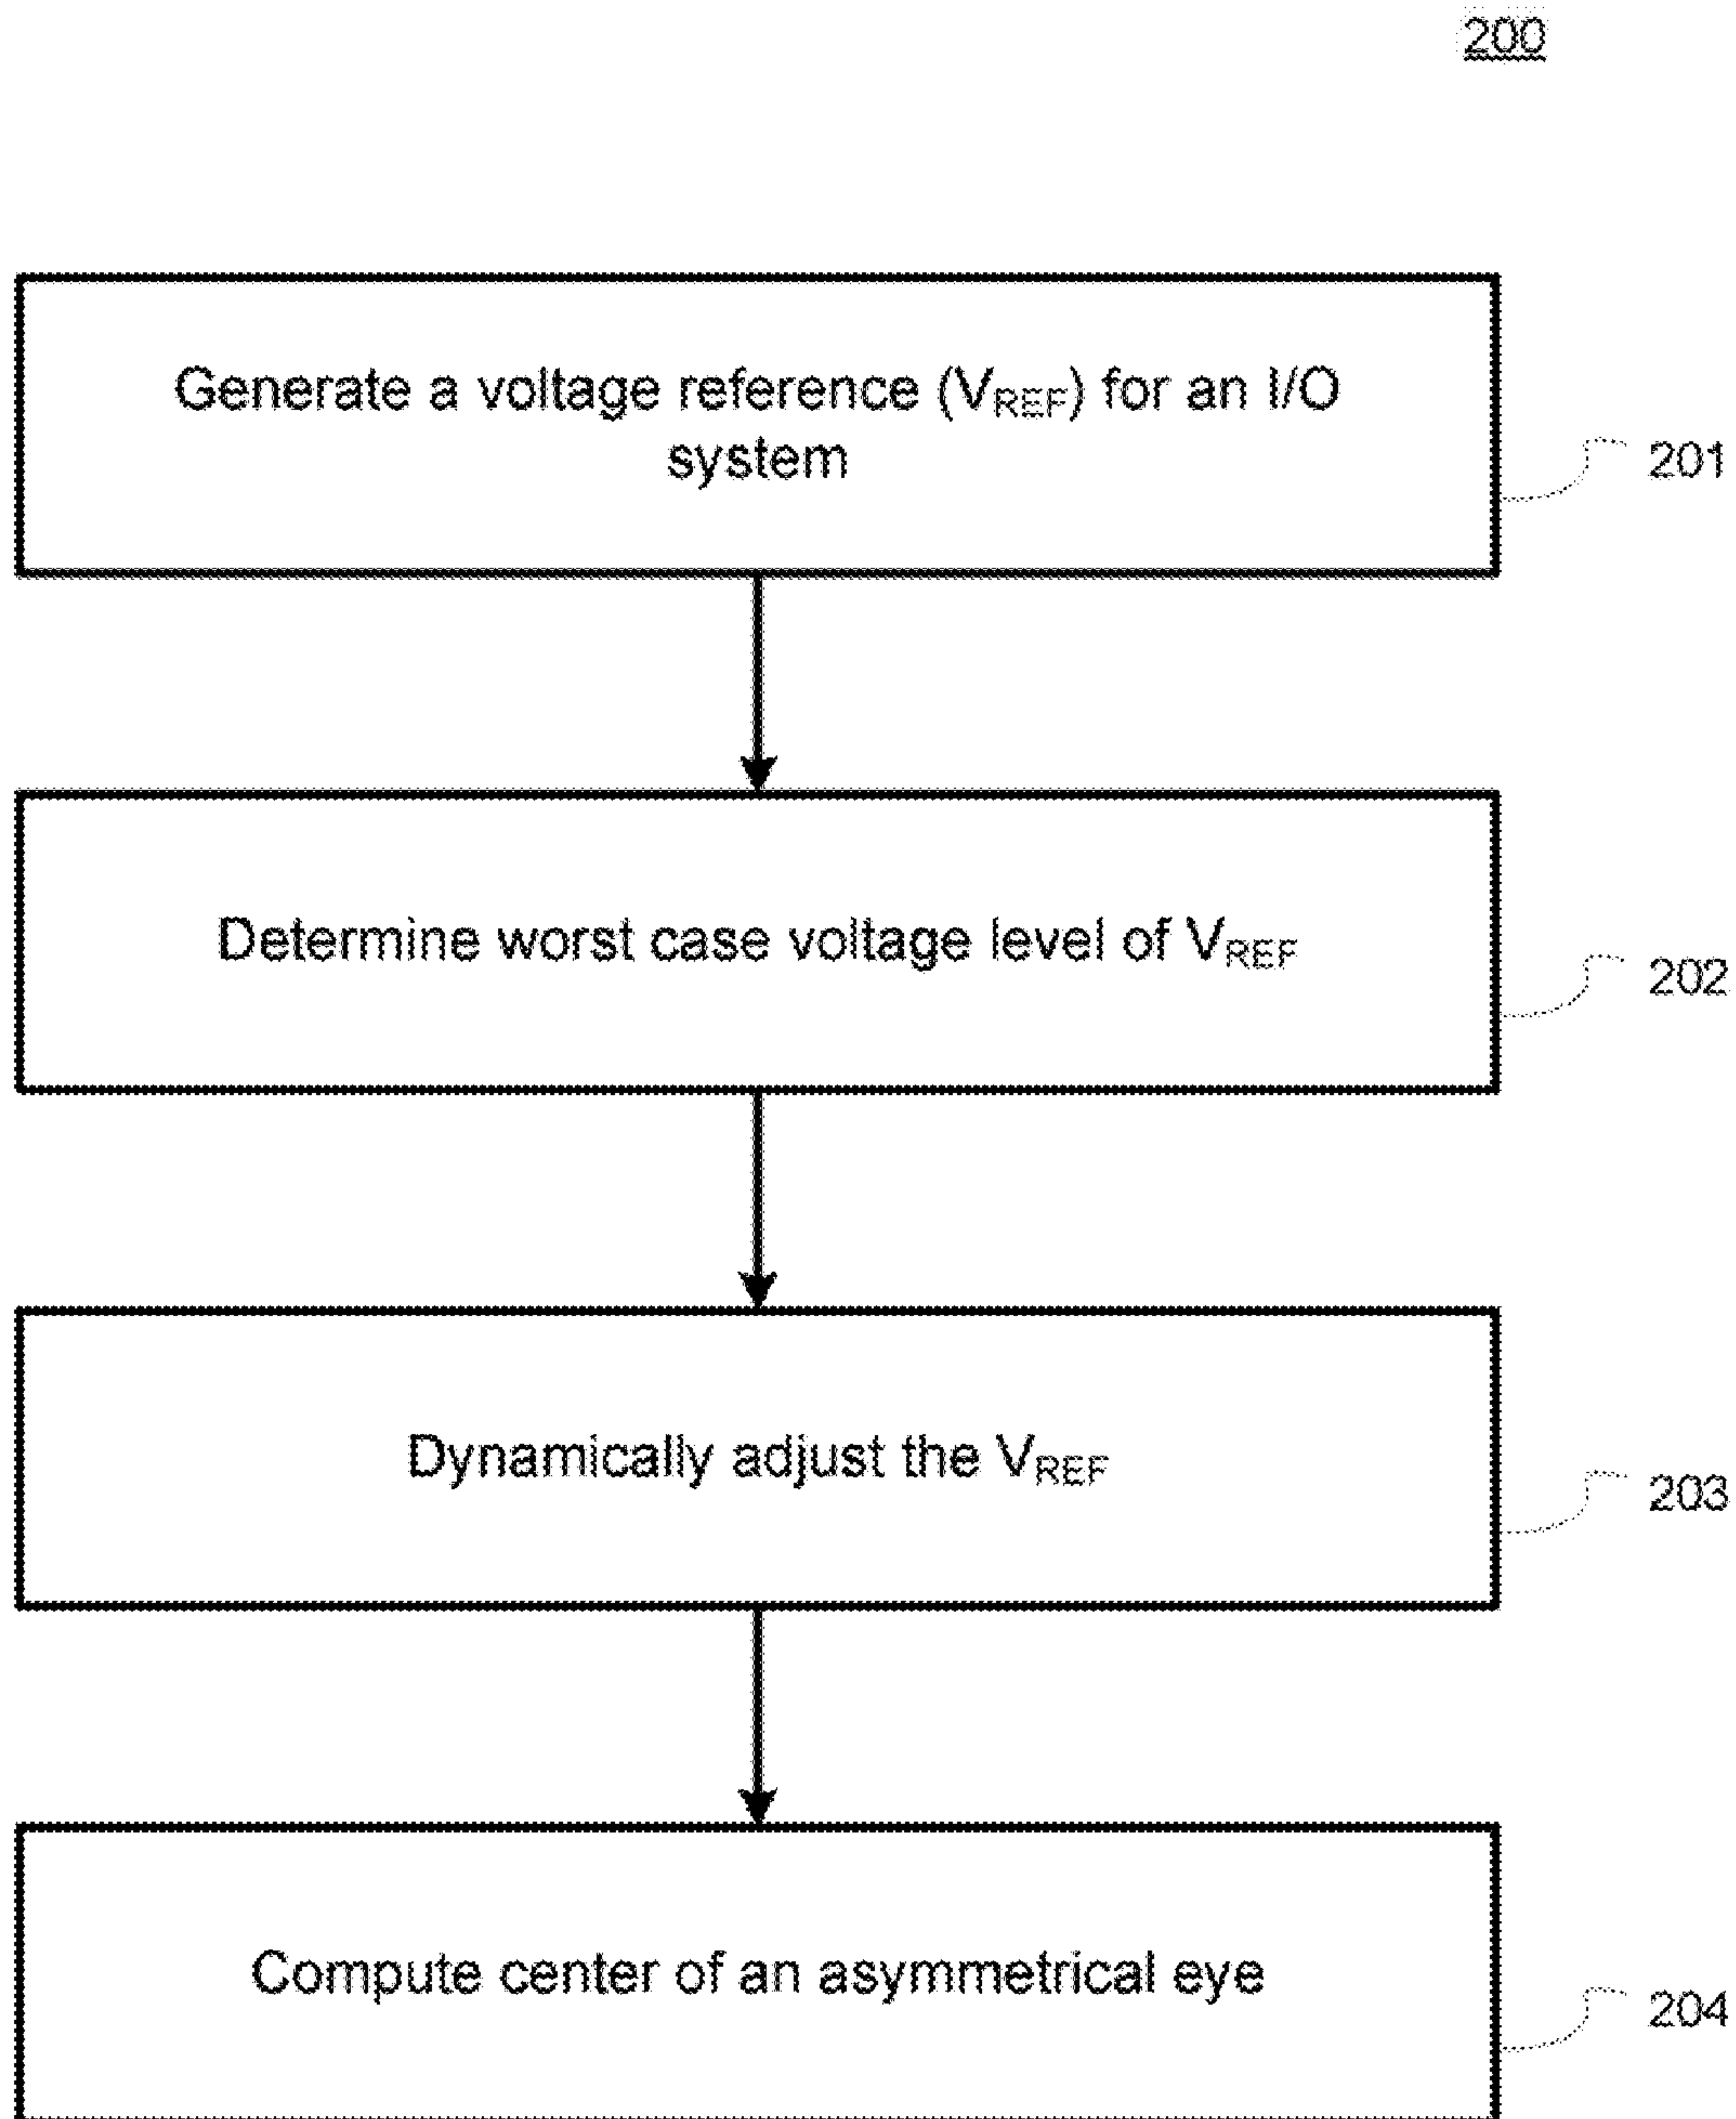 200
Generate a voltage reference (VREF) for an I/O
system
201
Determine worst case voltage level of VREF
202
Dynamically adjust the VREF
203
Compute center of an asymmetrical eye
204